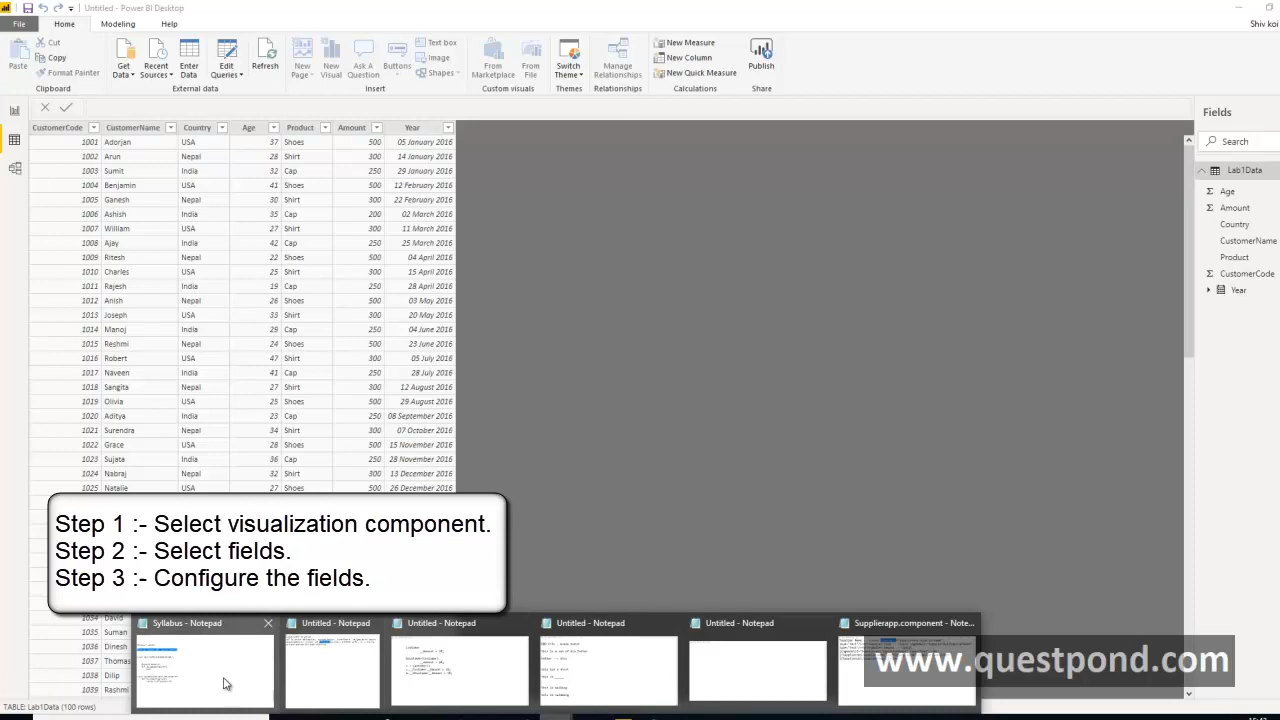 Untitled - Power BI Desktop
File Home Modeling Help
Shiv koi
Cut
Copy
Format Painter
Paste
Clipboard
Get Data
Recent Sources
Enter Data
Edit Queries
Refresh
External data
New Page
New Visual
Ask A Question
Buttons
Text box
Image
Shapes
Insert
From Marketplace
From File
Custom visuals
Switch Theme
Themes
Manage Relationships
Relationships
New Measure
New Column
New Quick Measure
Calculations
Publish
Share
CustomerCode CustomerName Country Age Product Amount Year
1001 Adorjan USA 37 Shoes 500 05 January 2016
1002 Arun Nepal 28 Shirt 300 14 January 2016
1003 Sumit India 32 Cap 250 29 January 2016
1004 Benjamin USA 41 Shoes 500 12 February 2016
1005 Ganesh Nepal 30 Shirt 300 22 February 2016
1006 Ashish India 35 Cap 200 02 March 2016
1007 William USA 27 Shirt 300 11 March 2016
1008 Ajay India 42 Cap 250 25 March 2016
1009 Ritesh Nepal 22 Shoes 500 04 April 2016
1010 Charles USA 25 Shirt 300 15 April 2016
1011 Rajesh India 19 Cap 250 28 April 2016
1012 Anish Nepal 26 Shoes 500 03 May 2016
1013 Joseph USA 33 Shirt 300 20 May 2016
1014 Manoj India 29 Cap 250 04 June 2016
1015 Reshmi Nepal 24 Shoes 500 23 June 2016
1016 Robert USA 47 Shirt 300 05 July 2016
1017 Naveen India 41 Cap 250 28 July 2016
1018 Sangita Nepal 27 Shirt 300 12 August 2016
1019 Olivia USA 25 Shoes 500 29 August 2016
1020 Aditya India 23 Cap 250 08 September 2016
1021 Surendra Nepal 34 Shirt 300 07 October 2016
1022 Grace USA 28 Shoes 500 15 November 2016
1023 Sujata India 36 Cap 250 28 November 2016
1024 Nabraj Nepal 32 Shirt 300 13 December 2016
1025 Natalie USA 27 Shoes 500 26 December 2016
Step 1 :- Select visualization component.
Step 2 :- Select fields.
Step 3 :- Configure the fields.
1034 David
1035 Suman
1036 Dinesh
1037 Thomas
1038 Dilip
1039 Rashmi
TABLE: Lab1Data (100 rows)
Syllabus - Notepad
Untitled - Notepad
Untitled - Notepad
Untitled - Notepad
Untitled - Notepad
Supplierapp.component - Note...
www.questpond.com
Fields
Search
Lab1Data
Age
Amount
Country
CustomerName
Product
CustomerCode
Year